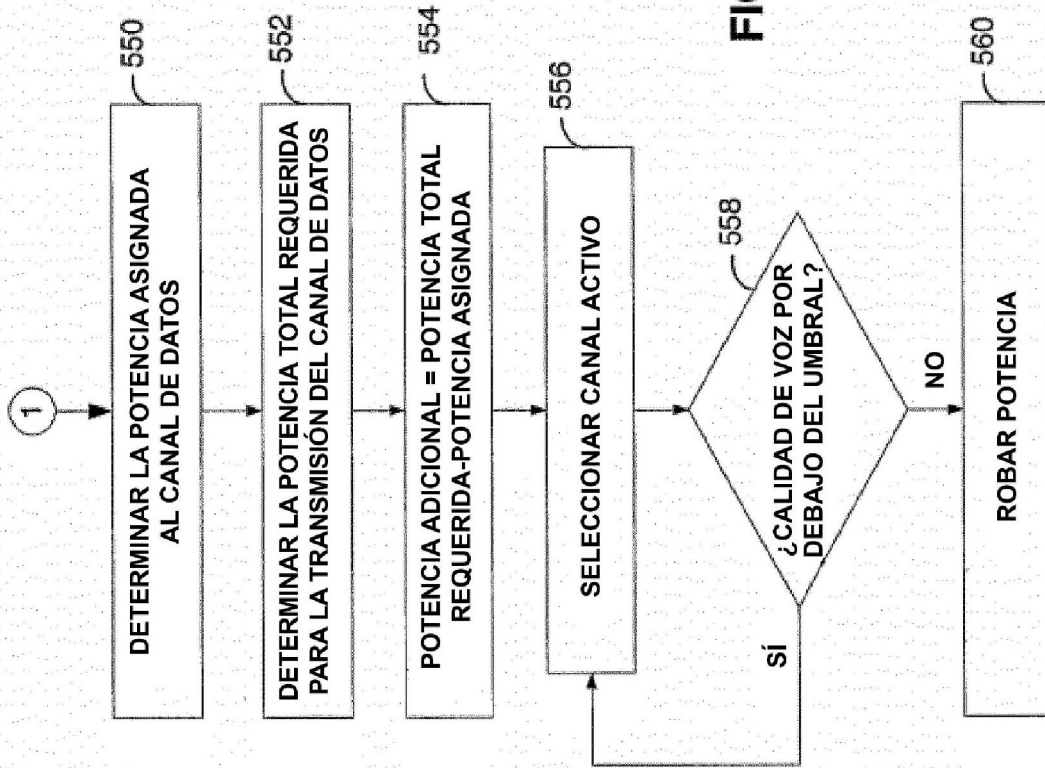 1
550
DETERMINAR LA POTENCIA ASIGNADA
AL CANAL DE DATOS
552
DETERMINAR LA POTENCIA TOTAL REQUERIDA
PARA LA TRANSMISIÓN DEL CANAL DE DATOS
554
POTENCIA ADICIONAL = POTENCIA TOTAL
REQUERIDA-POTENCIA ASIGNADA
556
SELECCIONAR CANAL ACTIVO
558
¿CALIDAD DE VOZ POR
DEBAJO DEL UMBRAL?
SÍ
NO
560
ROBAR POTENCIA